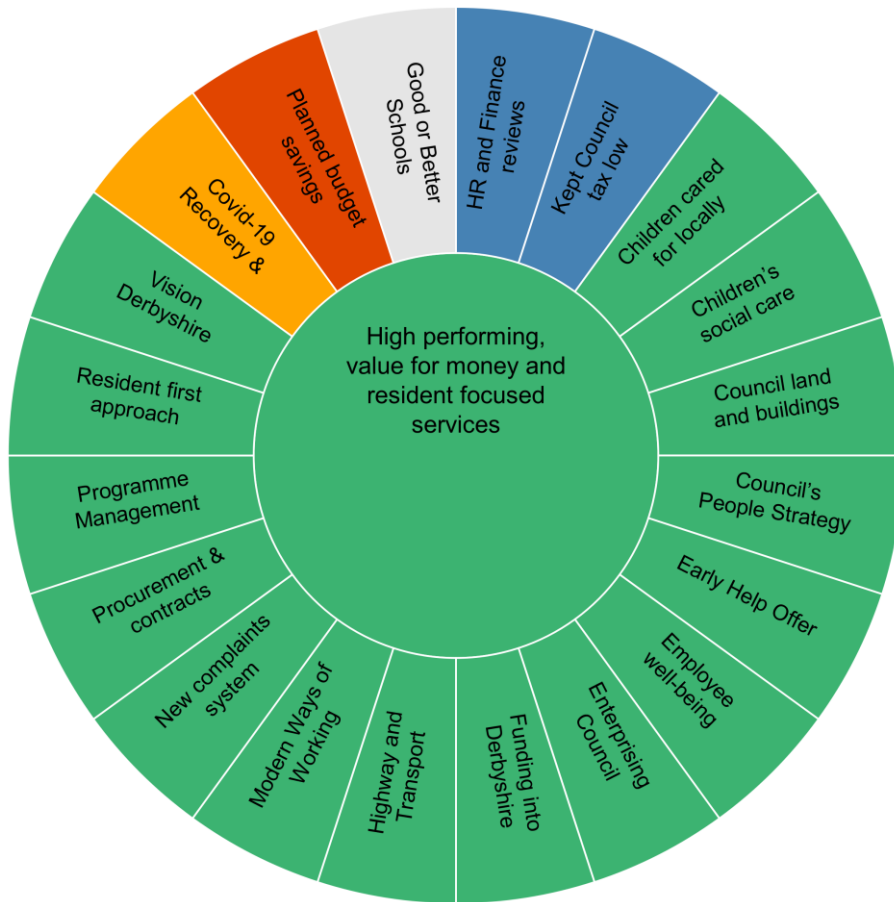 High performing,
value for money and
resident focused
services
HR and Finance
reviews
Kept Council
tax low
Children cared
for locally
Children’s
social care
Council land
and buildings
Council’s
People Strategy
Early Help Offer
Employee
well-being
Enterprising
Council
Funding into
Derbyshire
Highway and
Transport
Modern Ways of
Working
New complaints
system
Procurement &
contracts
Programme
Management
Resident first
approach
Vision
Derbyshire
Covid-19
Recovery &
Planned budget
savings
Good or Better
Schools